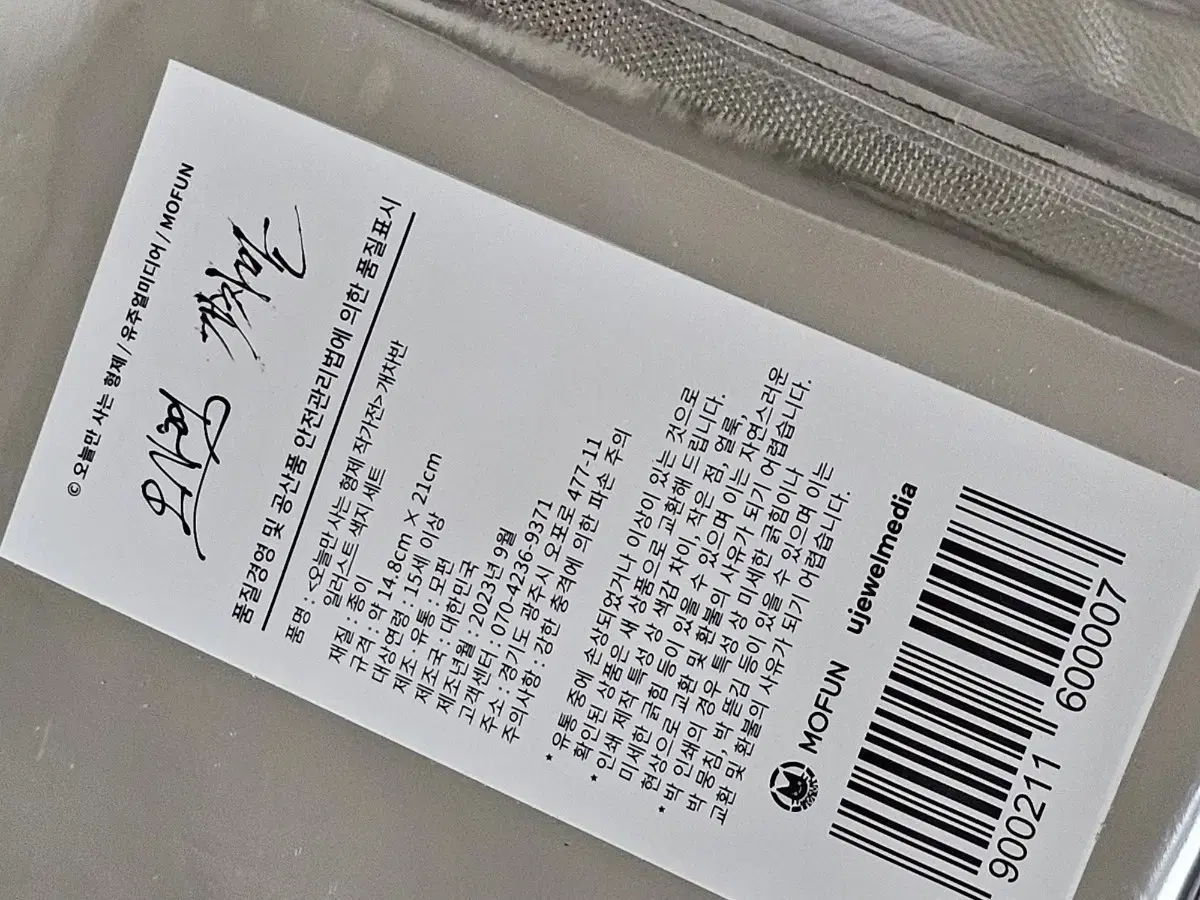 © 오늘만 사는 형제 / 유주얼미디어 / MOFUN
품질경영 및 공산품 안전관리법에 의한 품질표시
품명 : <오늘만 사는 형제 작가전> 개차반
일러스트 색지 세트
재질 : 종이
규격 : 약 14.8cm × 21cm
대상연령 : 15세 이상
제조 · 유통 : 모펀
제조국 : 대한민국
제조년월 : 2023년 9월
고객센터 : 070-4236-9371
주소 : 경기도 광주시 오포로 477-11
주의사항 : 강한 충격에 의한 파손 주의
* 유통 중에 손상되었거나 이상이 있는 것으로
확인된 상품은 새 상품으로 교환해 드립니다.
* 인쇄 제작 특성 상 색감 차이, 작은 점, 얼룩,
미세한 긁힘 등이 있을 수 있으며 이는 자연스러운
현상으로 교환 및 환불의 사유가 되기 어렵습니다.
* 박 인쇄의 경우 특성 상 미세한 긁힘이나
박 뭉침, 박 뜯김 등이 있을 수 있으며 이는
교환 및 환불의 사유가 되기 어렵습니다.
MOFUN ujewelmedia
900211 600007